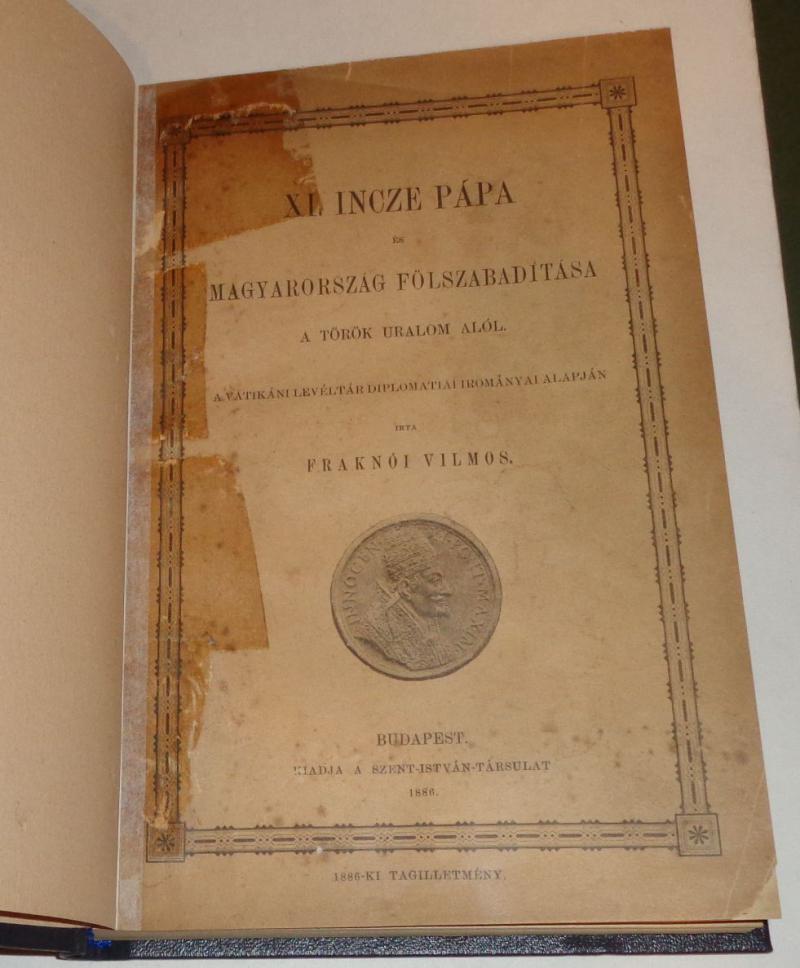 XI. INCZE PÁPA
ÉS
MAGYARORSZÁG FÖLSZABADÍTÁSA
A TÖRÖK URALOM ALÓL.
A VATIKÁNI LEVÉLTÁR DIPLOMATIAI IROMÁNYAI ALAPJÁN
IRTA
FRAKNÓI VILMOS.
INNOCEN
BUDAPEST.
KIADJA A SZENT-ISTVÁN-TÁRSULAT
1886.
1886-KI TAGILLETMÉNY.